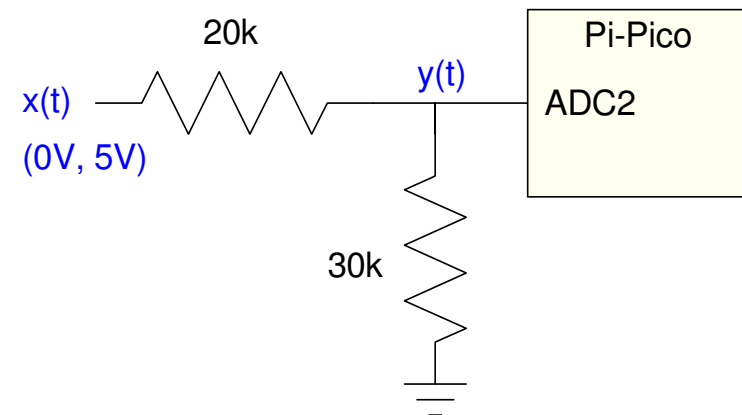 20k
Pi-Pico
x(t)
y(t)
ADC2
(0V, 5V)
30k